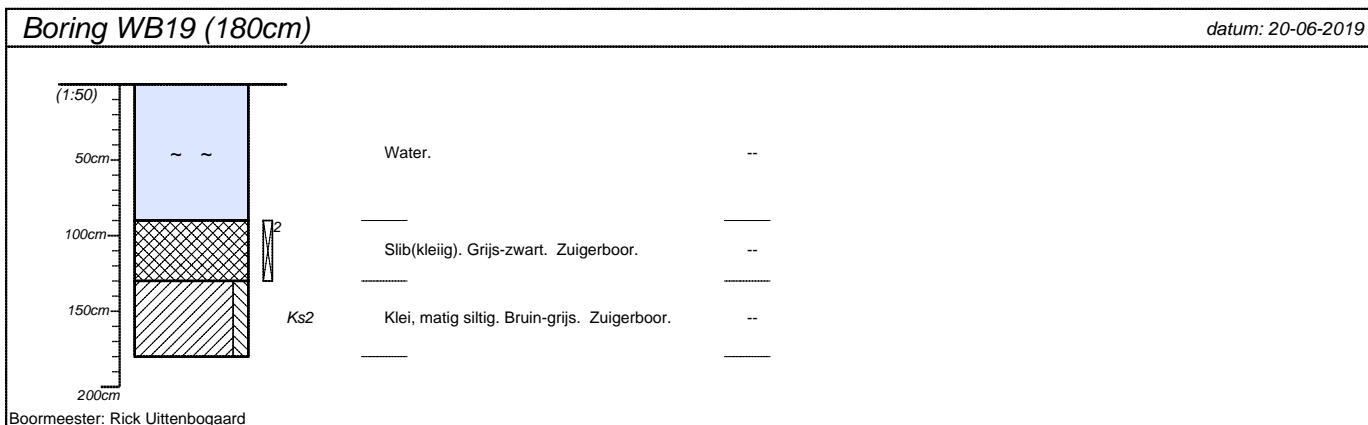 Boring WB19 (180cm) datum: 20-06-2019
(1:50)
50cm ~ ~ Water. --
100cm 2
Slib(kleiig). Grijs-zwart. Zuigerboor. --
150cm Ks2 Klei, matig siltig. Bruin-grijs. Zuigerboor. --
200cm
Boormeester: Rick Uittenbogaard